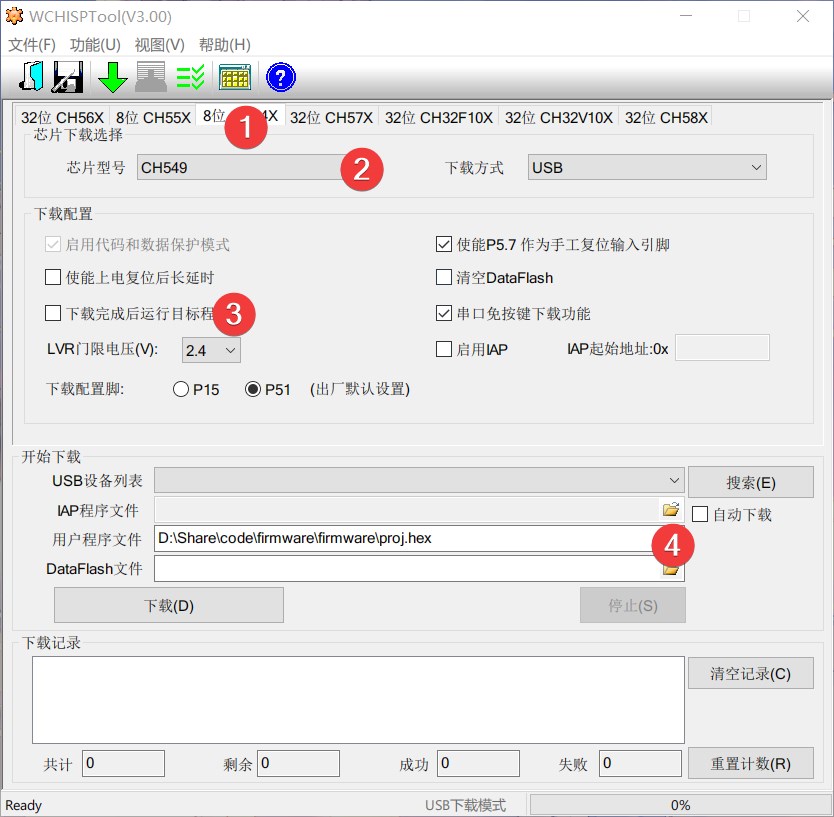 WCHISPTool(V3.00)
文件(F) 功能(U) 视图(V) 帮助(H)
32位 CH56X 8位 CH55X 8位 4X 32位 CH57X 32位 CH32F10X 32位 CH32V10X 32位 CH58X
1
芯片下载选择
芯片型号 CH549 2 下载方式 USB
下载配置
启用代码和数据保护模式 使能P5.7 作为手工复位输入引脚
使能上电复位后长延时 清空DataFlash
下载完成后运行目标程 3 串口免按键下载功能
LVR门限电压(V): 2.4 启用IAP IAP起始地址:0x
下载配置脚: P15 P51 (出厂默认设置)
开始下载
USB设备列表 搜索(E)
IAP程序文件 自动下载
用户程序文件 D:\Share\code\firmware\firmware\proj.hex 4
DataFlash文件
下载(D) 停止(S)
下载记录
清空记录(C)
共计 0 剩余 0 成功 0 失败 0 重置计数(R)
Ready USB下载模式 0%